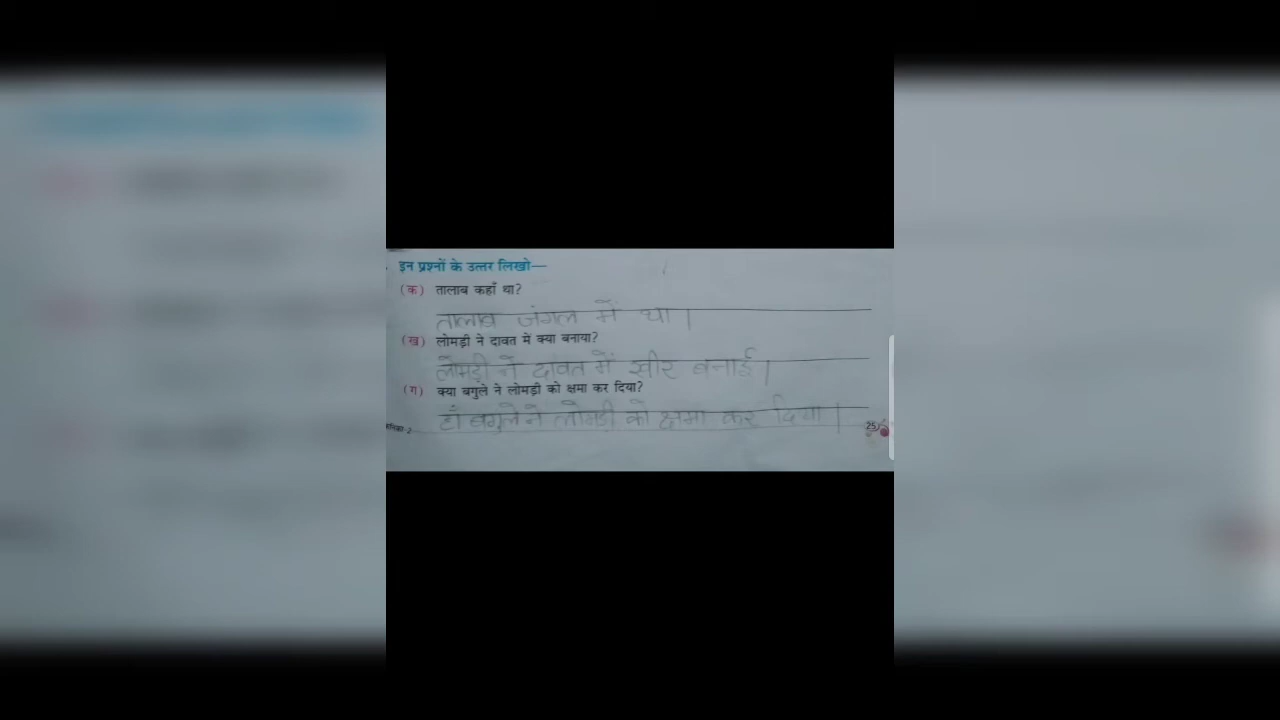 इन प्रश्नों के उत्तर लिखो—
(क) तालाब कहाँ था?
तालाब जंगल में था।
(ख) लोमड़ी ने दावत में क्या बनाया?
लोमड़ी ने दावत में खीर बनाई।
(ग) क्या बगुले ने लोमड़ी को क्षमा कर दिया?
हाँ बगुले ने लोमड़ी को क्षमा कर दिया।
25